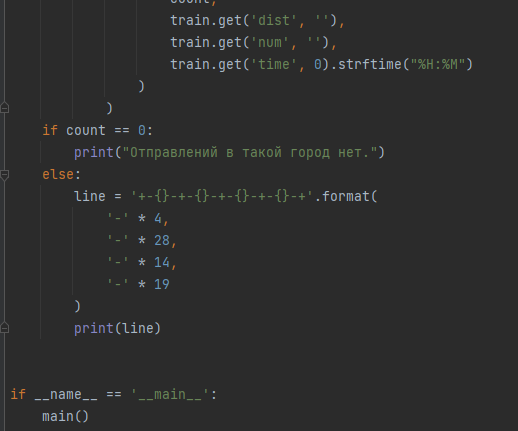 count,
train.get('dist', ''),
train.get('num', ''),
train.get('time', 0).strftime("%H:%M")
)
)
if count == 0:
print("Отправлений в такой город нет.")
else:
line = '+-{}-+-{}-+-{}-+-{}-+'.format(
'-' * 4,
'-' * 28,
'-' * 14,
'-' * 19
)
print(line)
if __name__ == '__main__':
main()